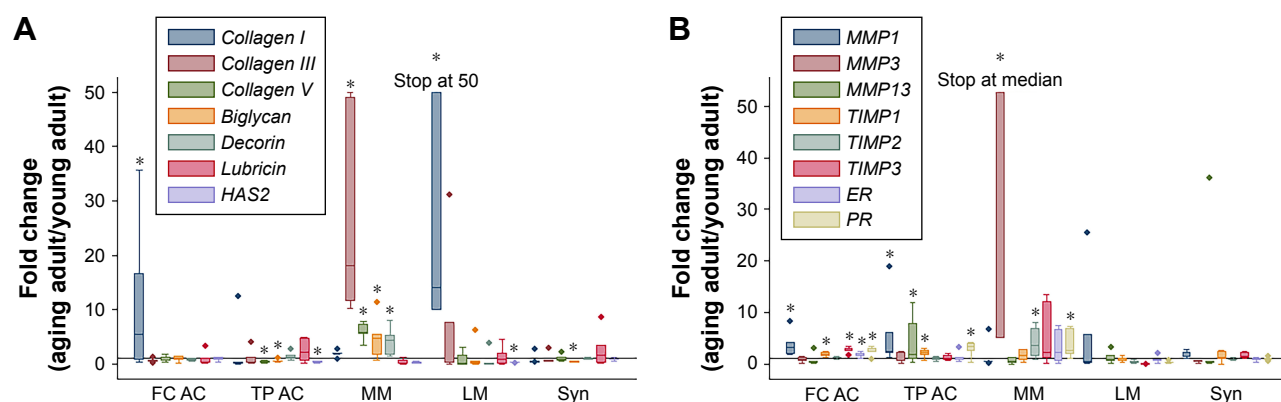 A
Collagen I
Collagen III
Collagen V
Biglycan
Decorin
Lubricin
HAS2
*
*
*
*
*
*
*
*
*
*
*
Stop at 50
Fold change
(aging adult/young adult)
50
40
30
20
10
0
FC AC
TP AC
MM
LM
Syn
B
MMP1
MMP3
MMP13
TIMP1
TIMP2
TIMP3
ER
PR
*
*
*
*
*
*
*
*
*
*
*
*
Stop at median
Fold change
(aging adult/young adult)
50
40
30
20
10
0
FC AC
TP AC
MM
LM
Syn